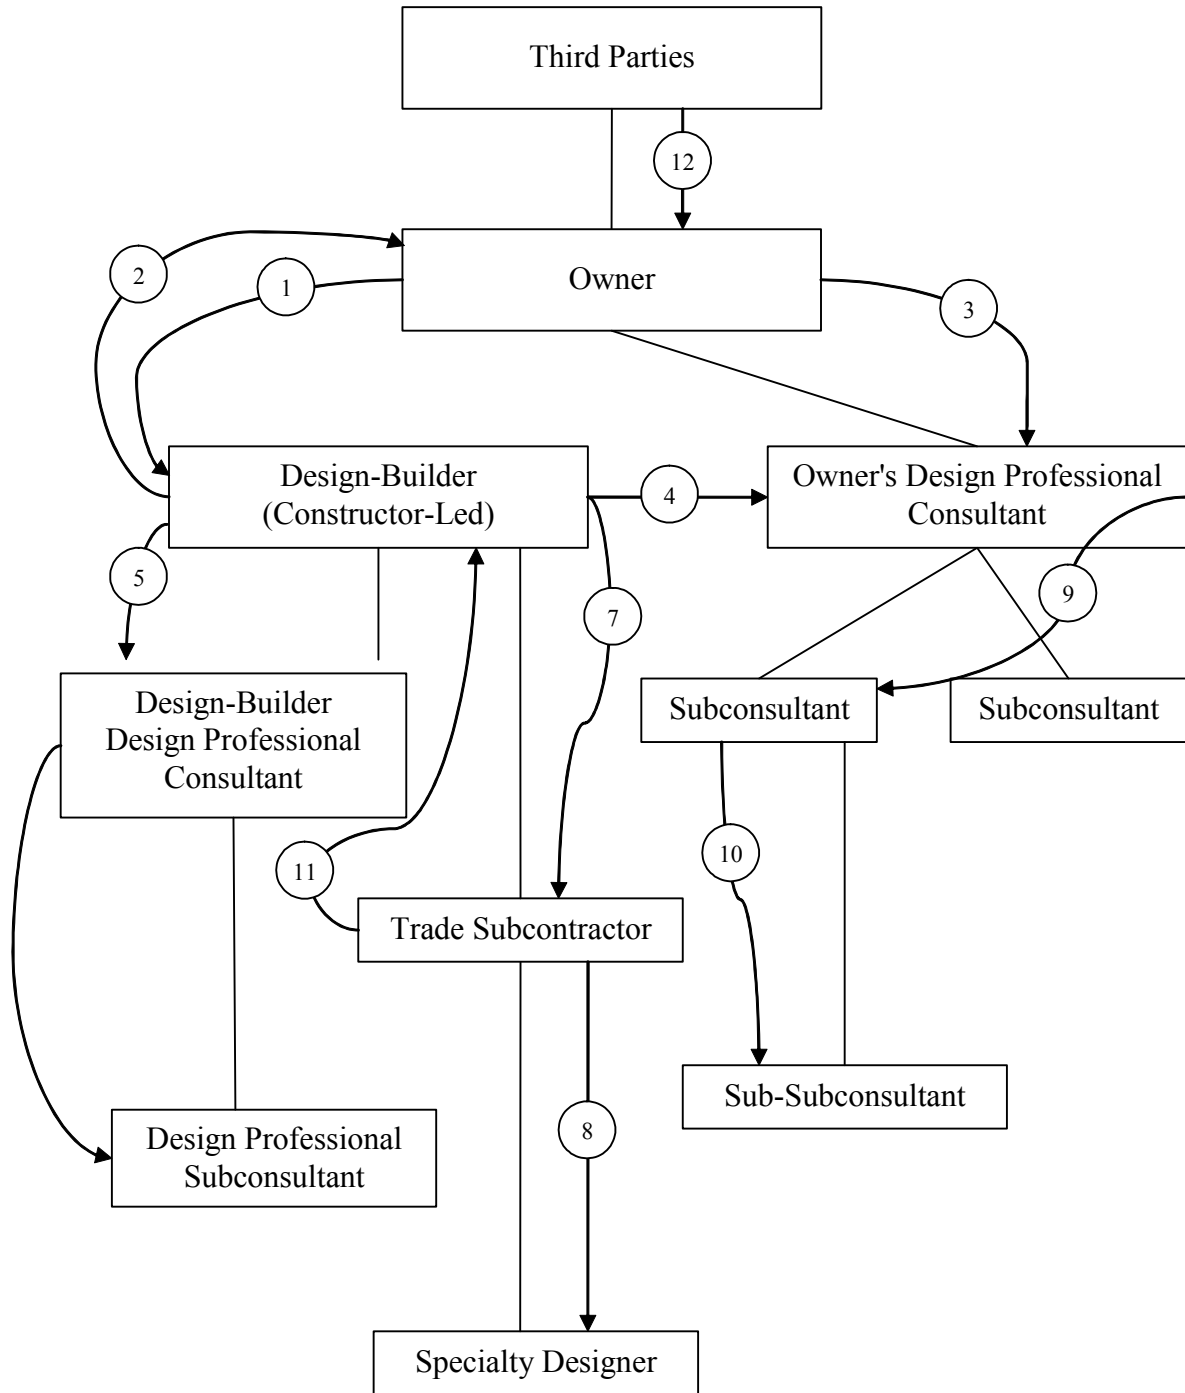 Third Parties
12
2
1
Owner
3
Design-Builder
(Constructor-Led)
4
Owner's Design Professional
Consultant
5
7
9
Design-Builder
Design Professional
Consultant
Subconsultant
Subconsultant
11
10
Trade Subcontractor
Sub-Subconsultant
8
Design Professional
Subconsultant
Specialty Designer